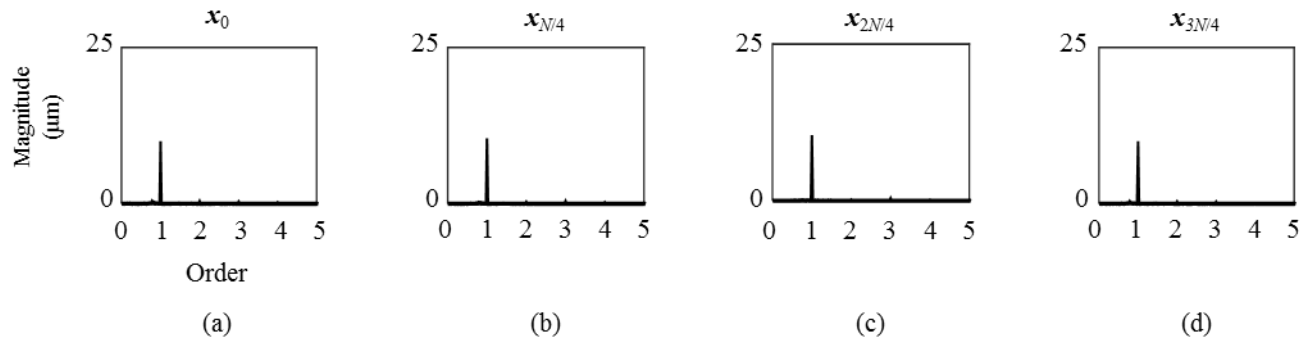 x0 xN/4 x2N/4 x3N/4
25 25 25 25
Magnitude
(μm)
0 0 0 0
0 1 2 3 4 5 0 1 2 3 4 5 0 1 2 3 4 5 0 1 2 3 4 5
Order
(a) (b) (c) (d)